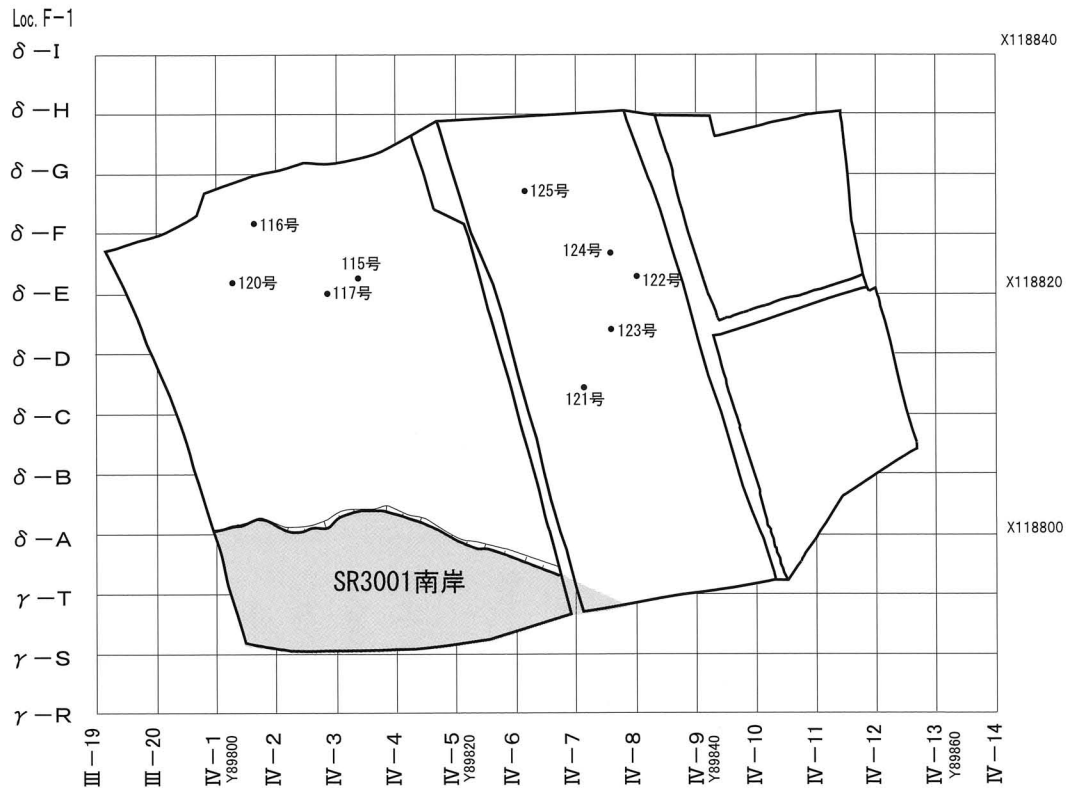 Loc. F-1
X118840
δ-I
δ-H
δ-G
125号
116号
δ-F
124号
115号
122号
120号
117号
X118820
δ-E
123号
δ-D
121号
δ-C
δ-B
X118800
δ-A
SR3001南岸
γ-T
γ-S
γ-R
Ⅲ-19
Ⅲ-20
Ⅳ-1
Y89800
Ⅳ-2
Ⅳ-3
Ⅳ-4
Ⅳ-5
Y89820
Ⅳ-6
Ⅳ-7
Ⅳ-8
Ⅳ-9
Y89840
Ⅳ-10
Ⅳ-11
Ⅳ-12
Ⅳ-13
Y89860
Ⅳ-14